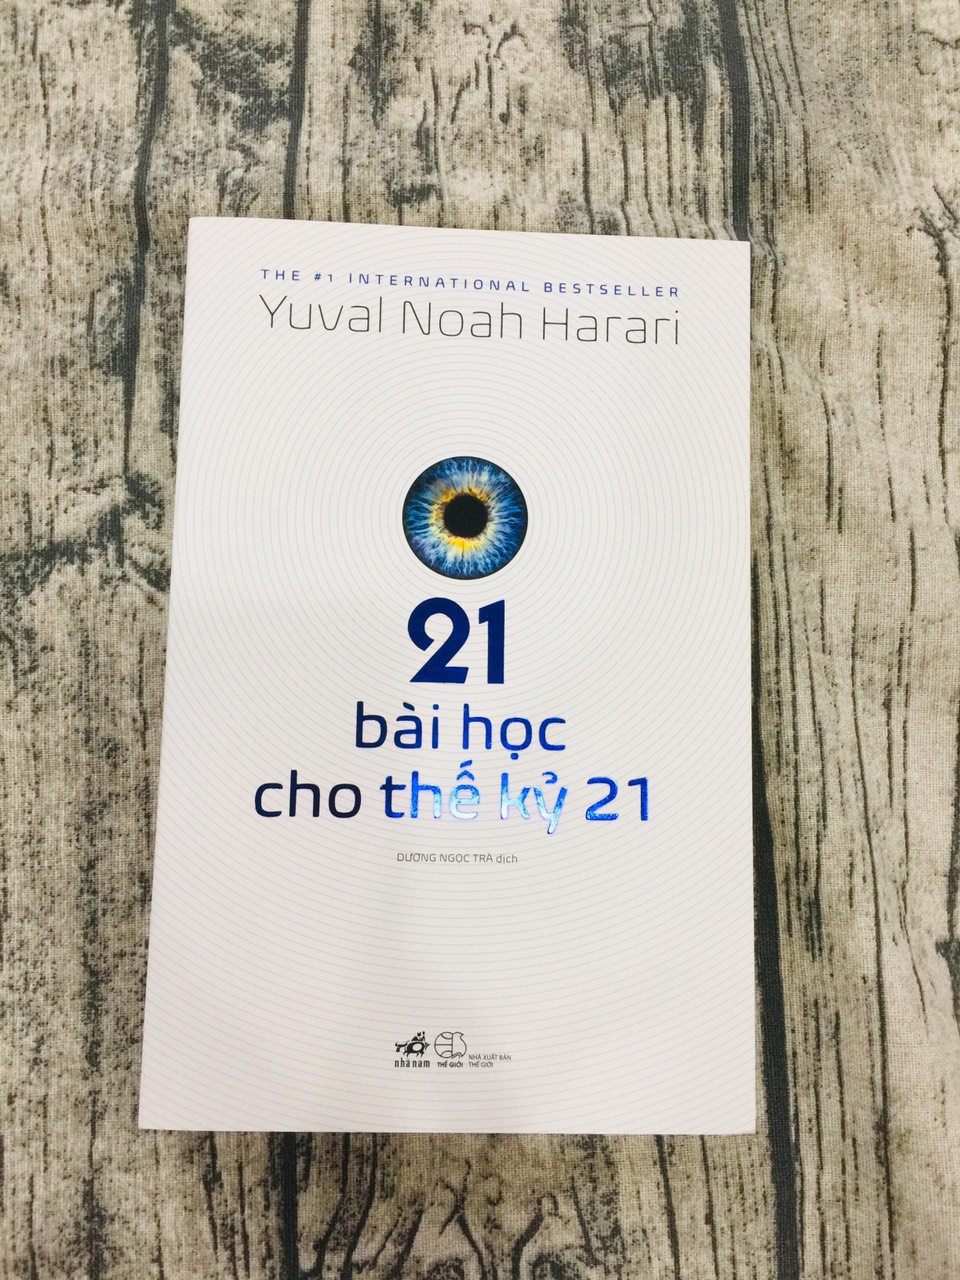 THE #1 INTERNATIONAL BESTSELLER
Yuval Noah Harari
21
bài học
cho thế kỷ 21
DƯƠNG NGỌC TRÀ dịch
nhã nam
THẾ GIỚI
NHÀ XUẤT BẢN
THẾ GIỚI